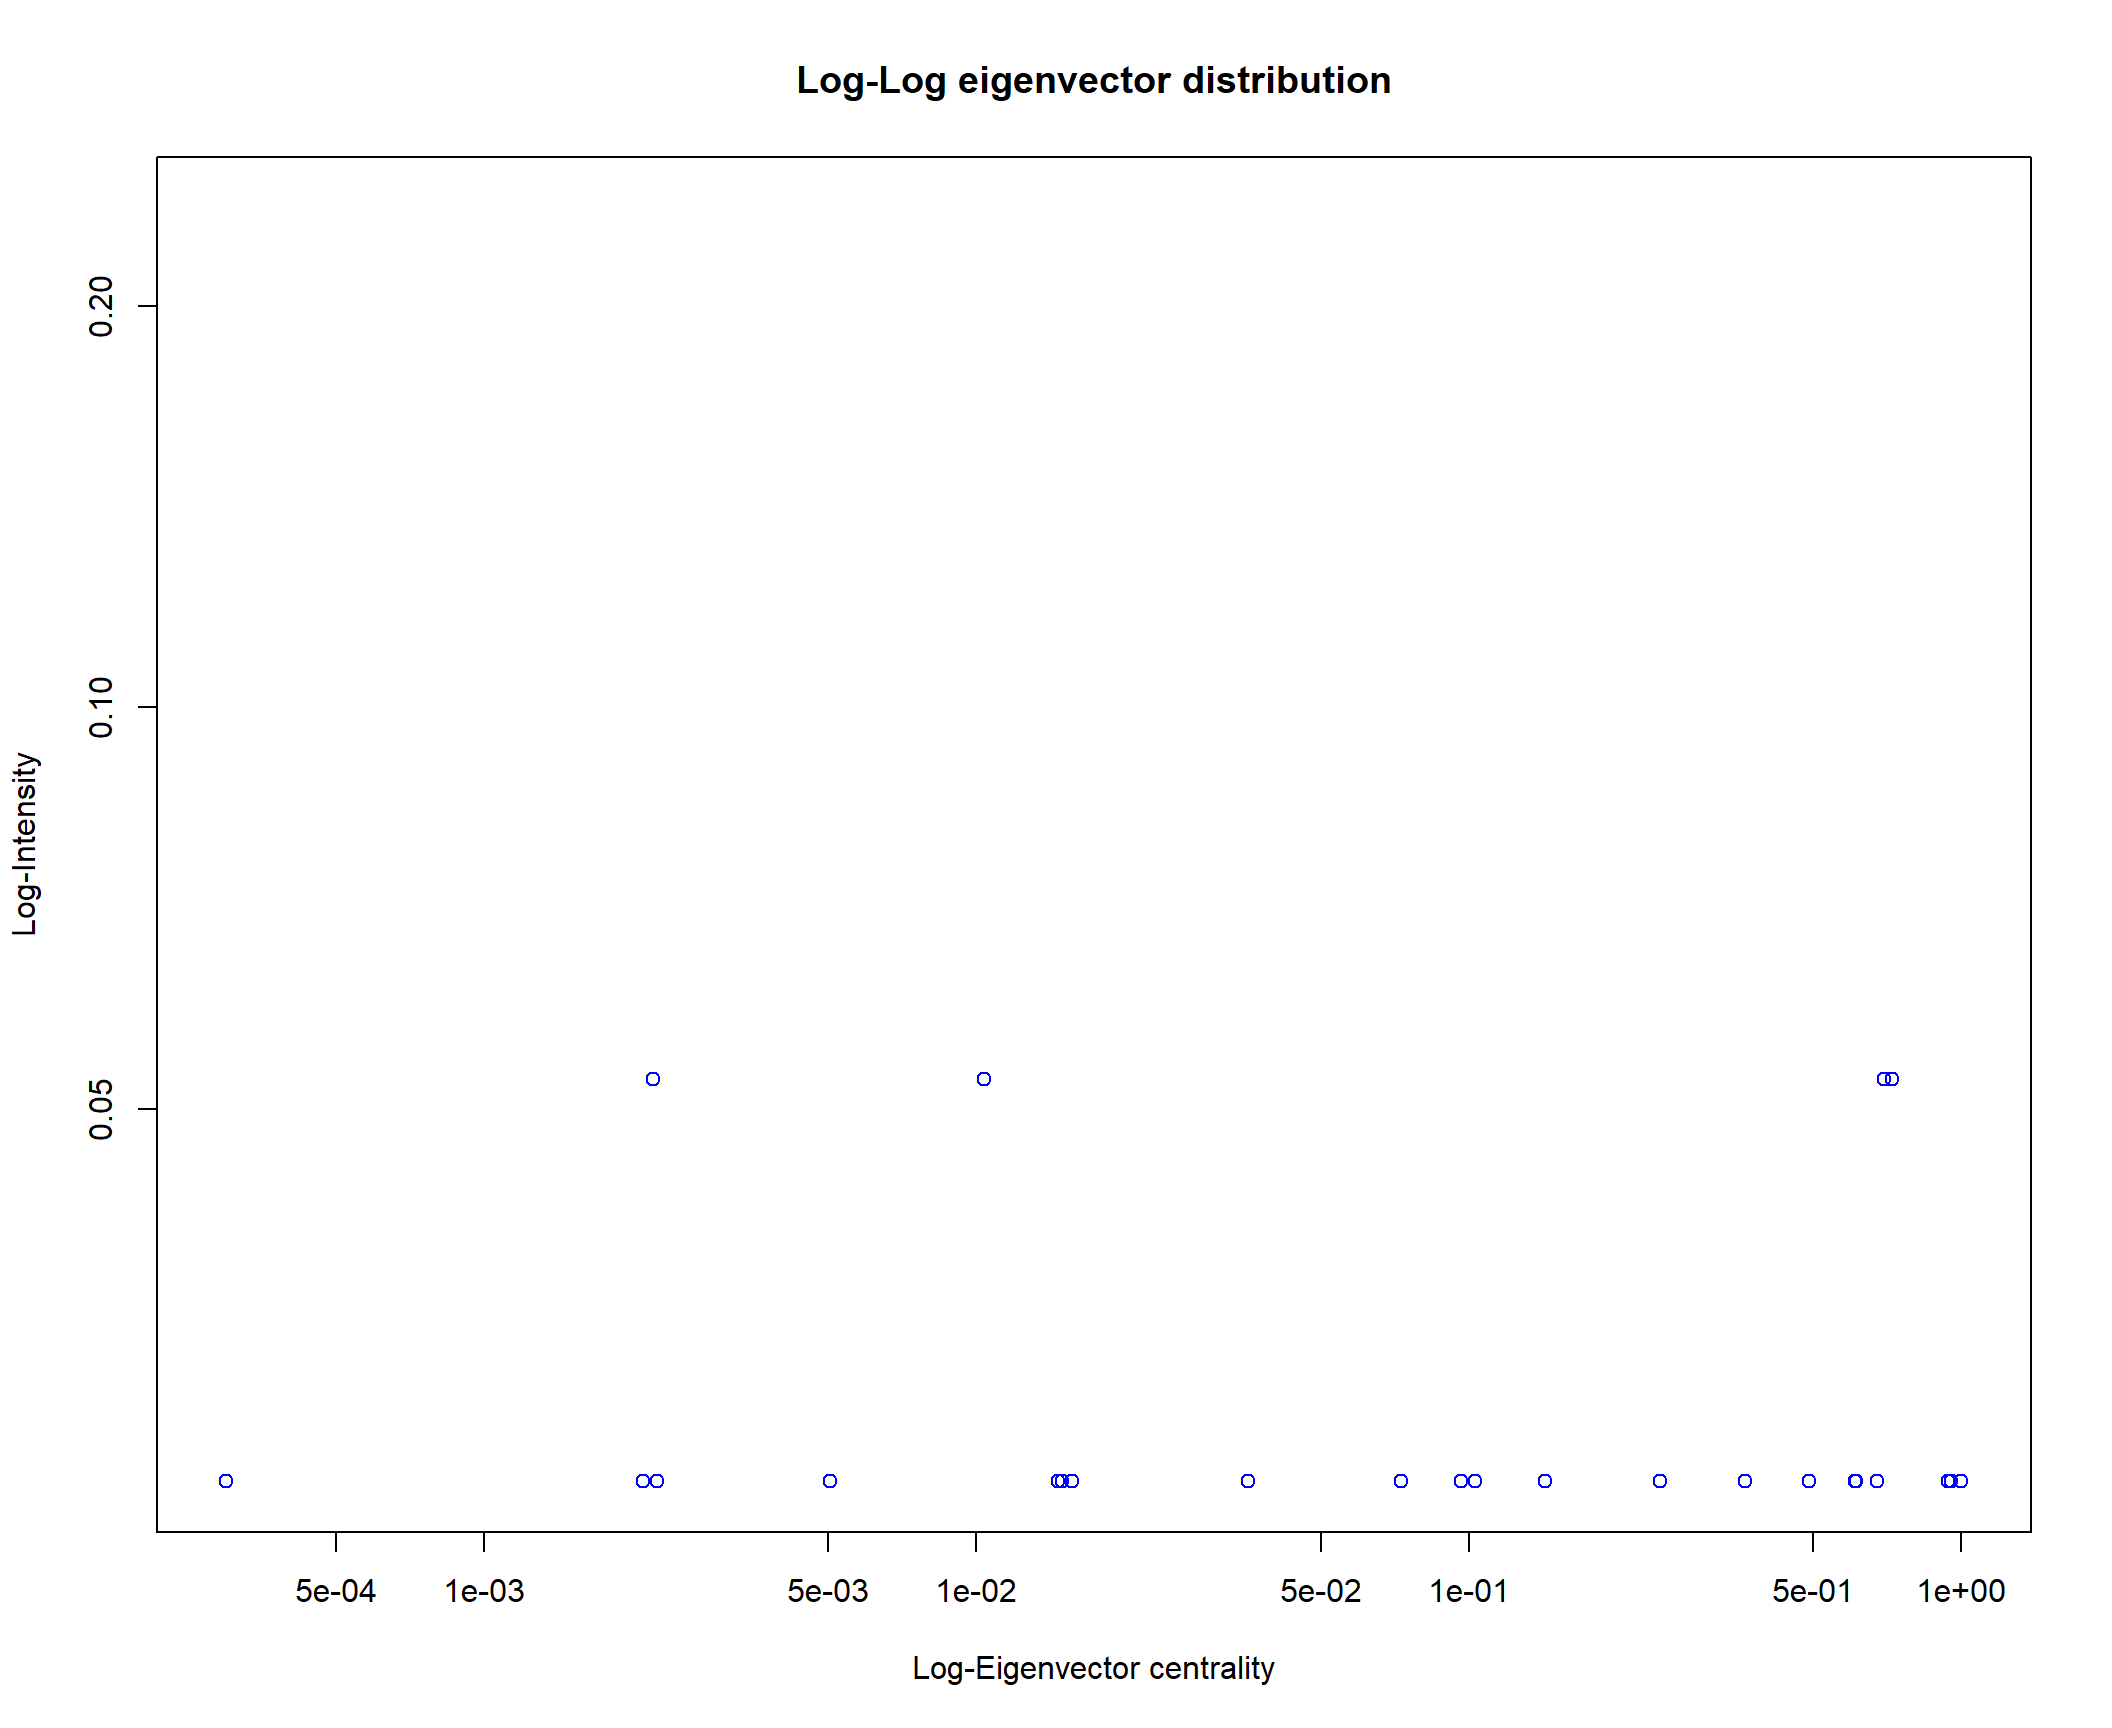 Log-Log eigenvector distribution
0.20
0.10
0.05
Log-Intensity
5e-04 1e-03 5e-03 1e-02 5e-02 1e-01 5e-01 1e+00
Log-Eigenvector centrality